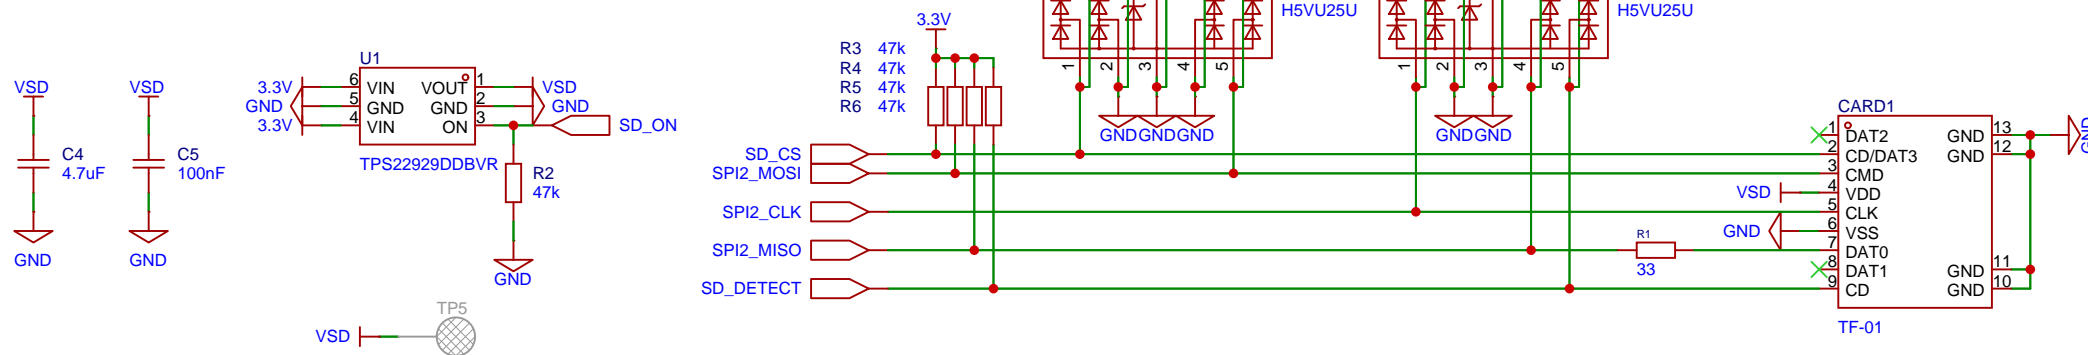 H5VU25U
H5VU25U
1 2 3 4 5
1 2 3 4 5
GND GND GND
GND GND
VSD
C4
4.7uF
GND
VSD
C5
100nF
GND
U1
3.3V 6 VIN VOUT 1 VSD
GND 5 GND GND 2 GND
3.3V 4 VIN ON 3 SD_ON
TPS22929DDBVR
R2
47k
GND
VSD TP5
3.3V
R3 47k
R4 47k
R5 47k
R6 47k
SD_CS
SPI2_MOSI
SPI2_CLK
SPI2_MISO
SD_DETECT
R1
33
VSD
GND
CARD1
1 DAT2 GND 13 GND
2 CD/DAT3 GND 12
3 CMD
4 VDD
5 CLK
6 VSS
7 DAT0
8 DAT1 GND 11
9 CD GND 10
TF-01